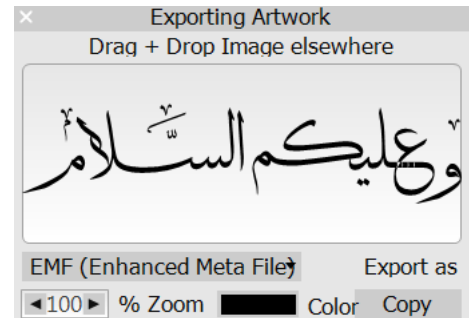 Exporting Artwork
Drag + Drop Image elsewhere
وعليكم السلام
EMF (Enhanced Meta File) Export as
100 % Zoom Color Copy